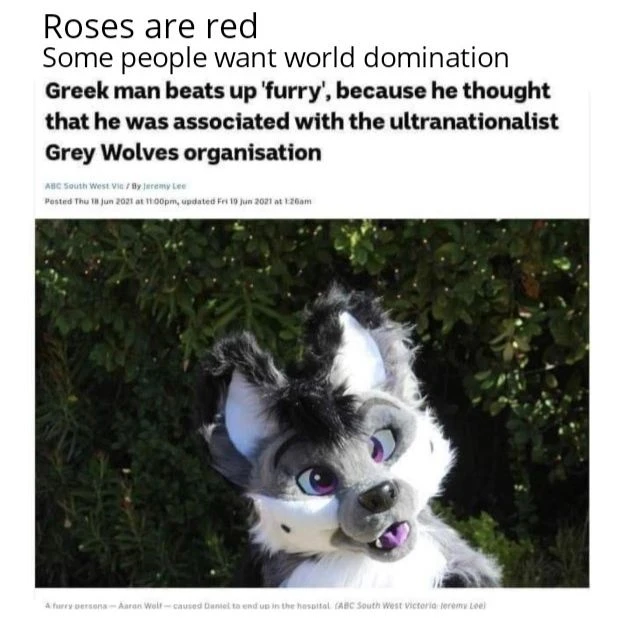 Roses are red
Some people want world domination
Greek man beats up 'furry', because he thought
that he was associated with the ultranationalist
Grey Wolves organisation
ABC South West Vic / By Jeremy Lee
Posted Thu 18 Jun 2021 at 11:00pm, updated Fri 19 Jun 2021 at 1:26am
A furry persona — Aaron Wolf — caused Daniel to end up in the hospital. (ABC South West Victoria: Jeremy Lee)